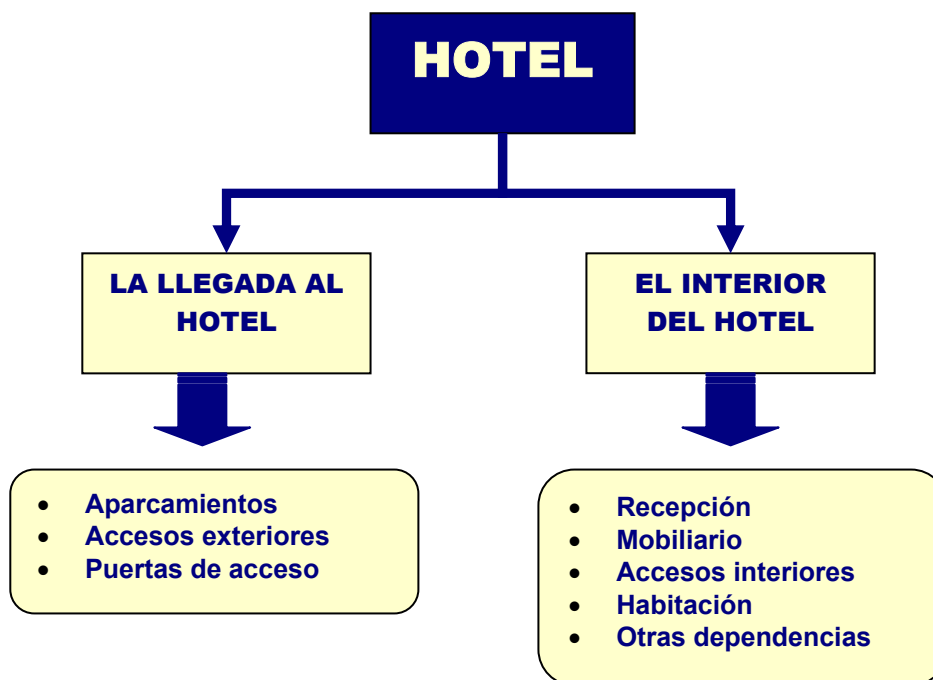 HOTEL
LA LLEGADA AL
HOTEL
EL INTERIOR
DEL HOTEL
• Aparcamientos
• Accesos exteriores
• Puertas de acceso
• Recepción
• Mobiliario
• Accesos interiores
• Habitación
• Otras dependencias